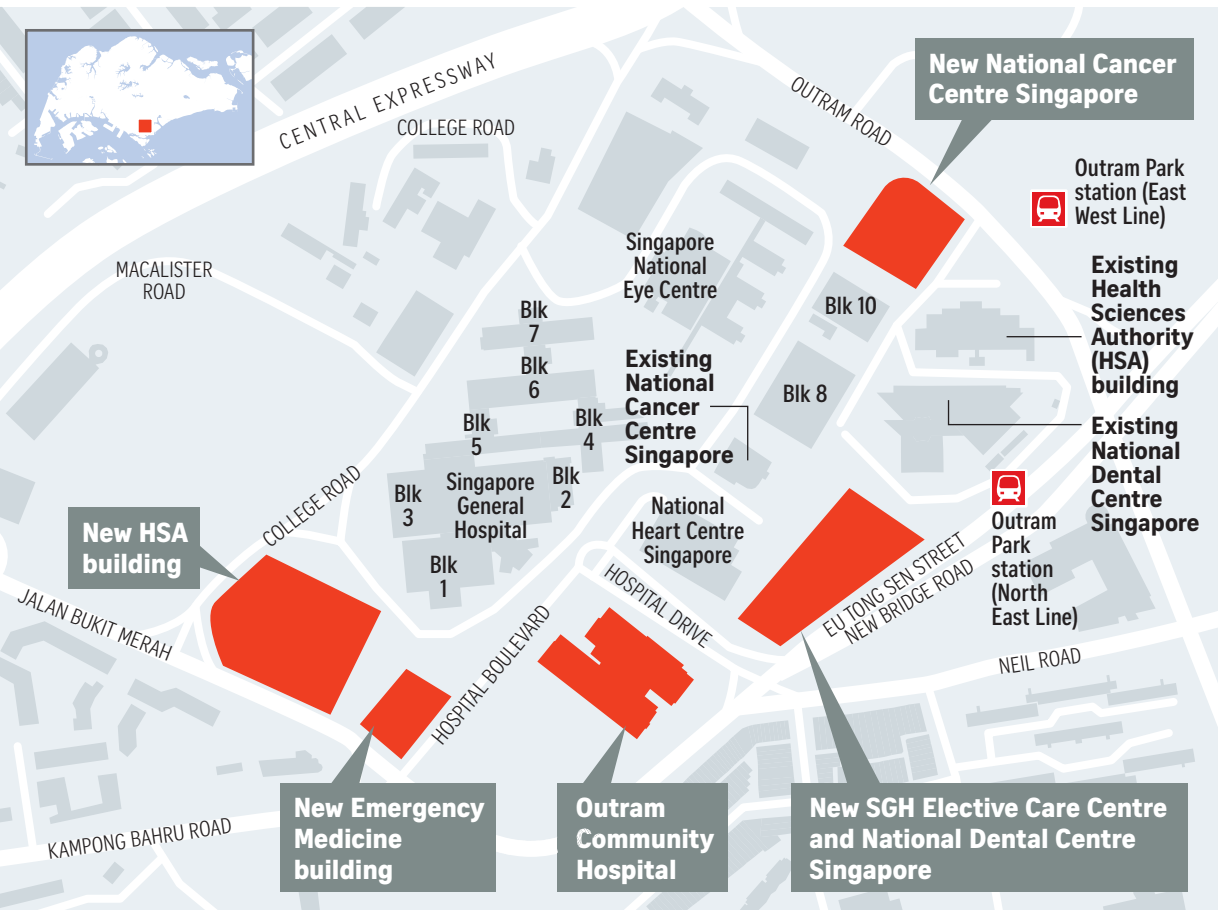 New National Cancer
Centre Singapore
CENTRAL EXPRESSWAY
OUTRAM ROAD
COLLEGE ROAD
Outram Park
station (East
West Line)
MACALISTER
ROAD
Singapore
National
Eye Centre
Existing
Health
Sciences
Authority
(HSA)
building
Blk
7
Blk 10
Blk
6
Existing
National
Cancer
Centre
Singapore
Blk 8
Blk
5
Blk
4
Existing
National
Dental
Centre
Singapore
Blk
3
Singapore
General
Hospital
Blk
2
National
Heart Centre
Singapore
COLLEGE ROAD
Outram
Park
station
(North
East Line)
New HSA
building
Blk
1
HOSPITAL DRIVE
EU TONG SEN STREET
NEW BRIDGE ROAD
JALAN BUKIT MERAH
HOSPITAL BOULEVARD
NEIL ROAD
KAMPONG BAHRU ROAD
New Emergency
Medicine
building
Outram
Community
Hospital
New SGH Elective Care Centre
and National Dental Centre
Singapore